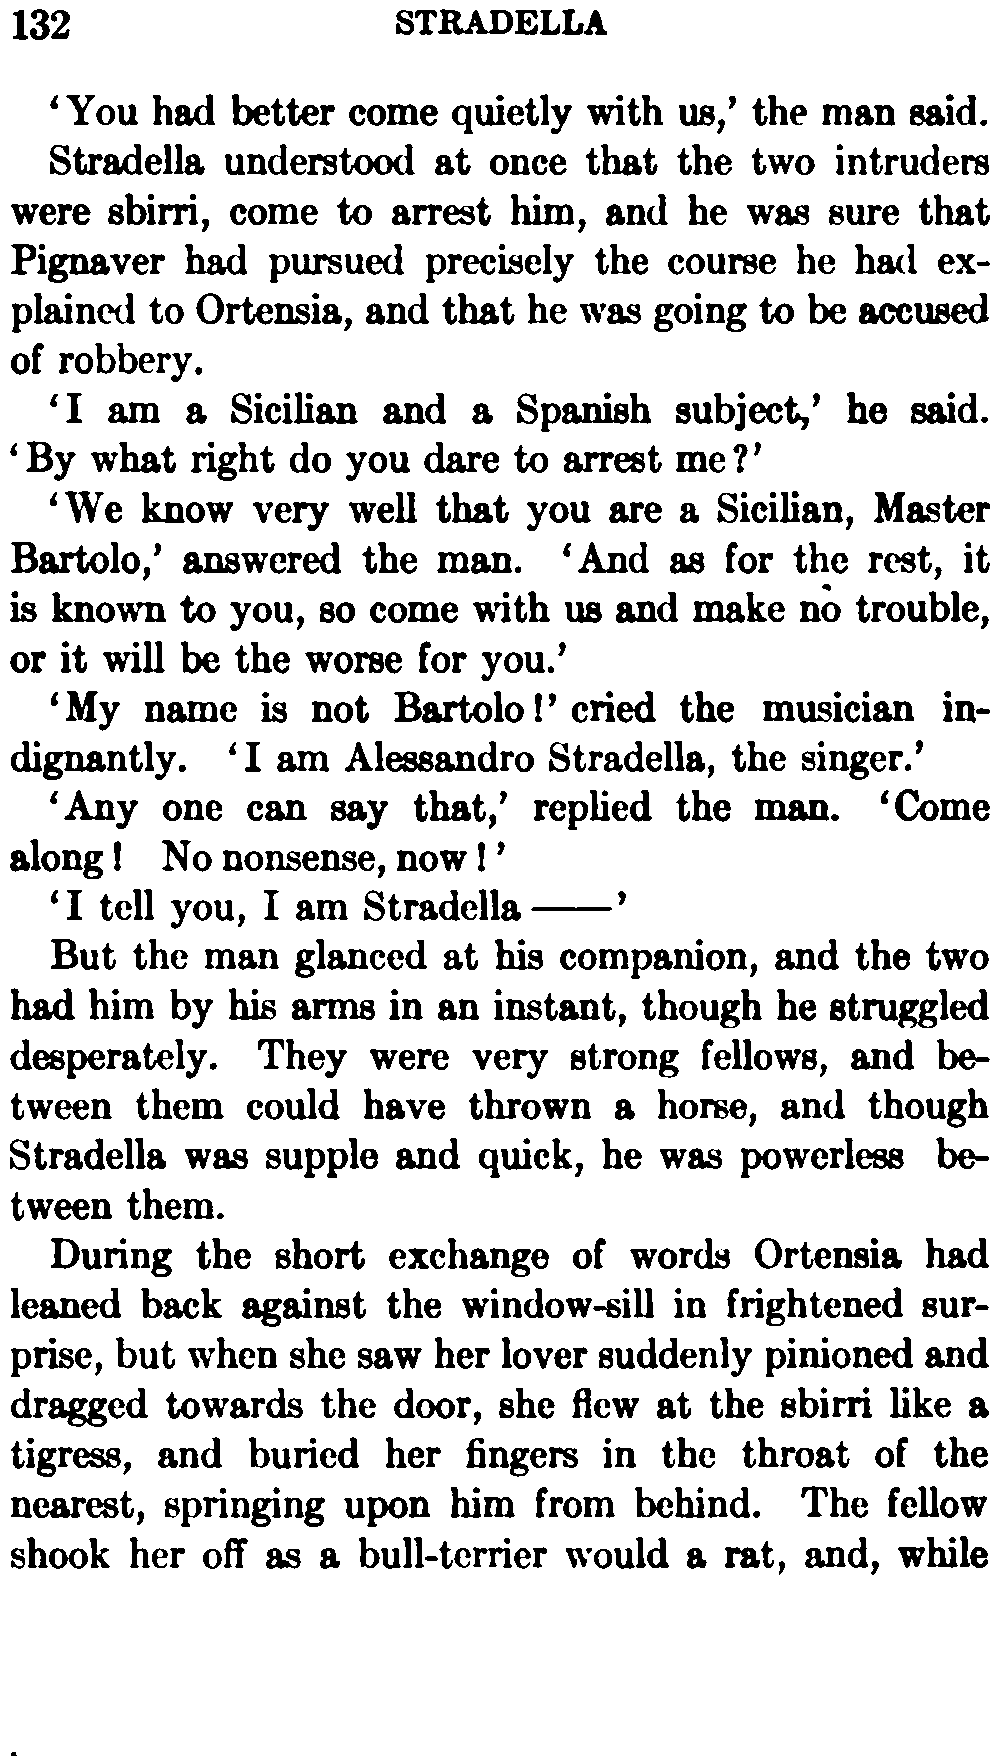 132 STRADELLA
‘You had better come quietly with us,’ the man said.
Stradella understood at once that the two intruders
were sbirri, come to arrest him, and he was sure that
Pignaver had pursued precisely the course he had ex-
plained to Ortensia, and that he was going to be accused
of robbery.
‘I am a Sicilian and a Spanish subject,’ he said.
‘By what right do you dare to arrest me?’
‘We know very well that you are a Sicilian, Master
Bartolo,’ answered the man. ‘And as for the rest, it
is known to you, so come with us and make no trouble,
or it will be the worse for you.’
‘My name is not Bartolo!’ cried the musician in-
dignantly. ‘I am Alessandro Stradella, the singer.’
‘Any one can say that,’ replied the man. ‘Come
along! No nonsense, now!’
‘I tell you, I am Stradella——’
But the man glanced at his companion, and the two
had him by his arms in an instant, though he struggled
desperately. They were very strong fellows, and be-
tween them could have thrown a horse, and though
Stradella was supple and quick, he was powerless be-
tween them.
During the short exchange of words Ortensia had
leaned back against the window-sill in frightened sur-
prise, but when she saw her lover suddenly pinioned and
dragged towards the door, she flew at the sbirri like a
tigress, and buried her fingers in the throat of the
nearest, springing upon him from behind. The fellow
shook her off as a bull-terrier would a rat, and, while